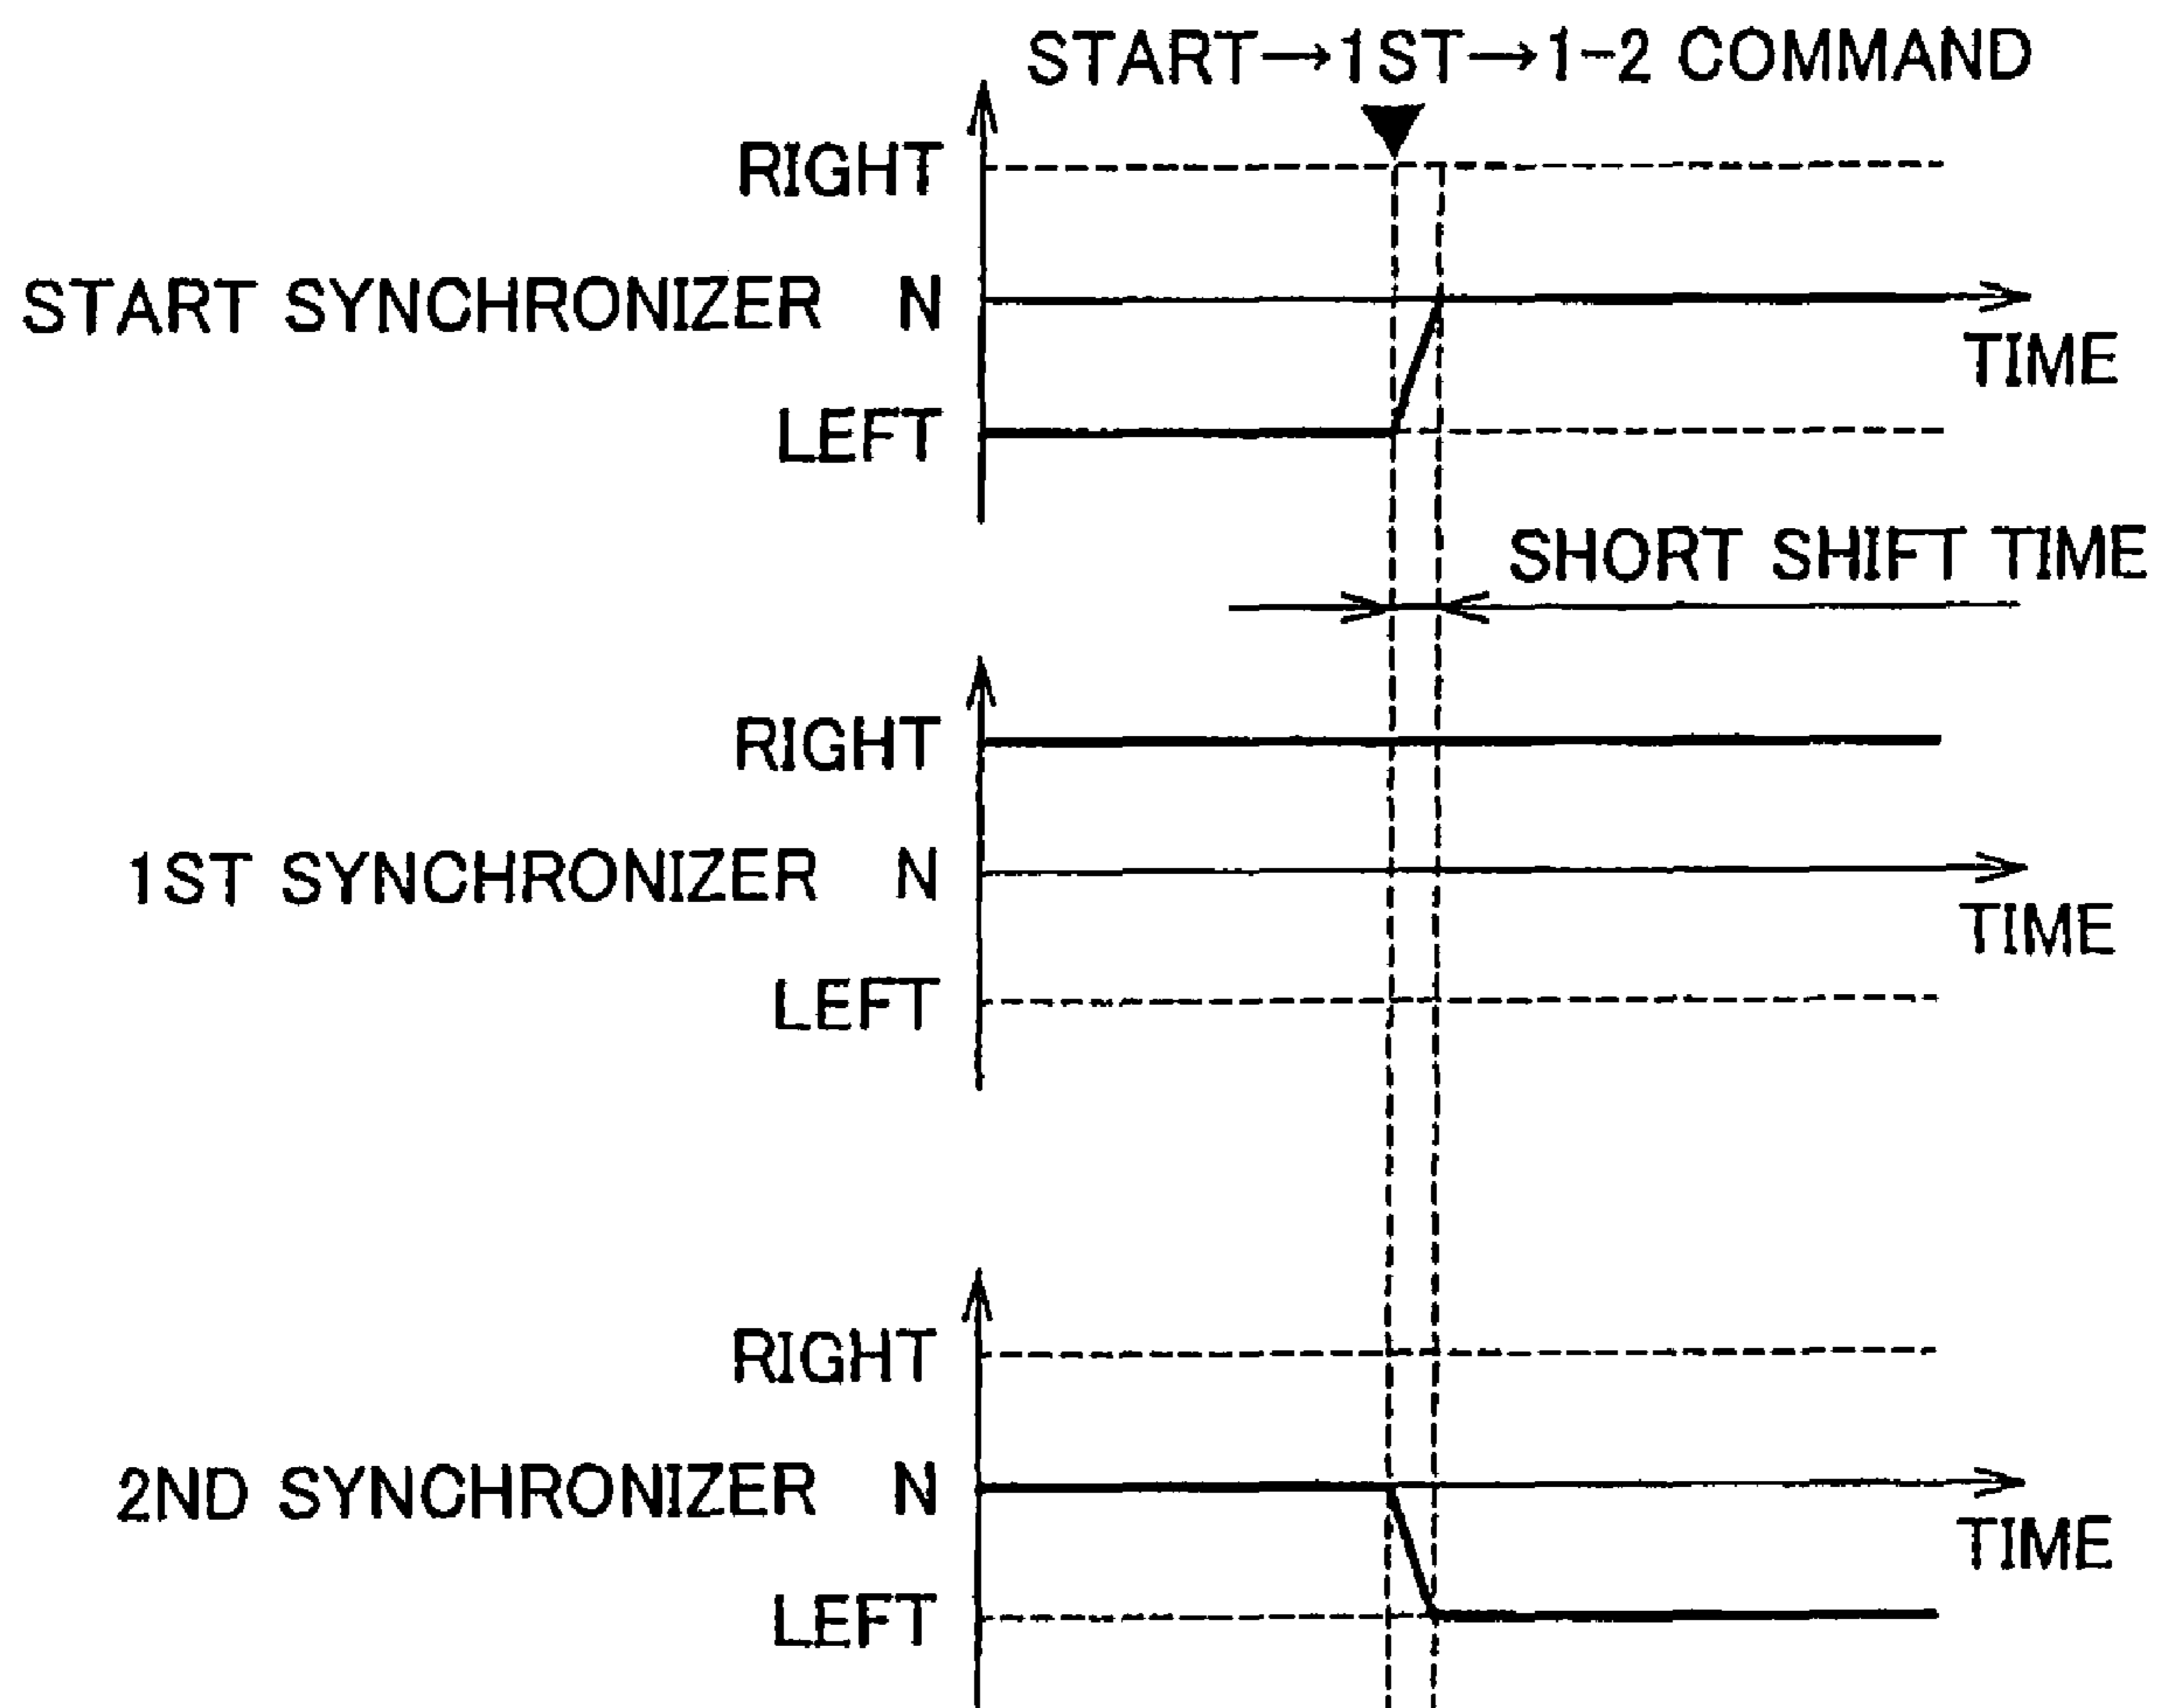 START→1ST→1-2 COMMAND
RIGHT
START SYNCHRONIZER N
TIME
LEFT
SHORT SHIFT TIME
RIGHT
1ST SYNCHRONIZER N
TIME
LEFT
RIGHT
2ND SYNCHRONIZER N
TIME
LEFT